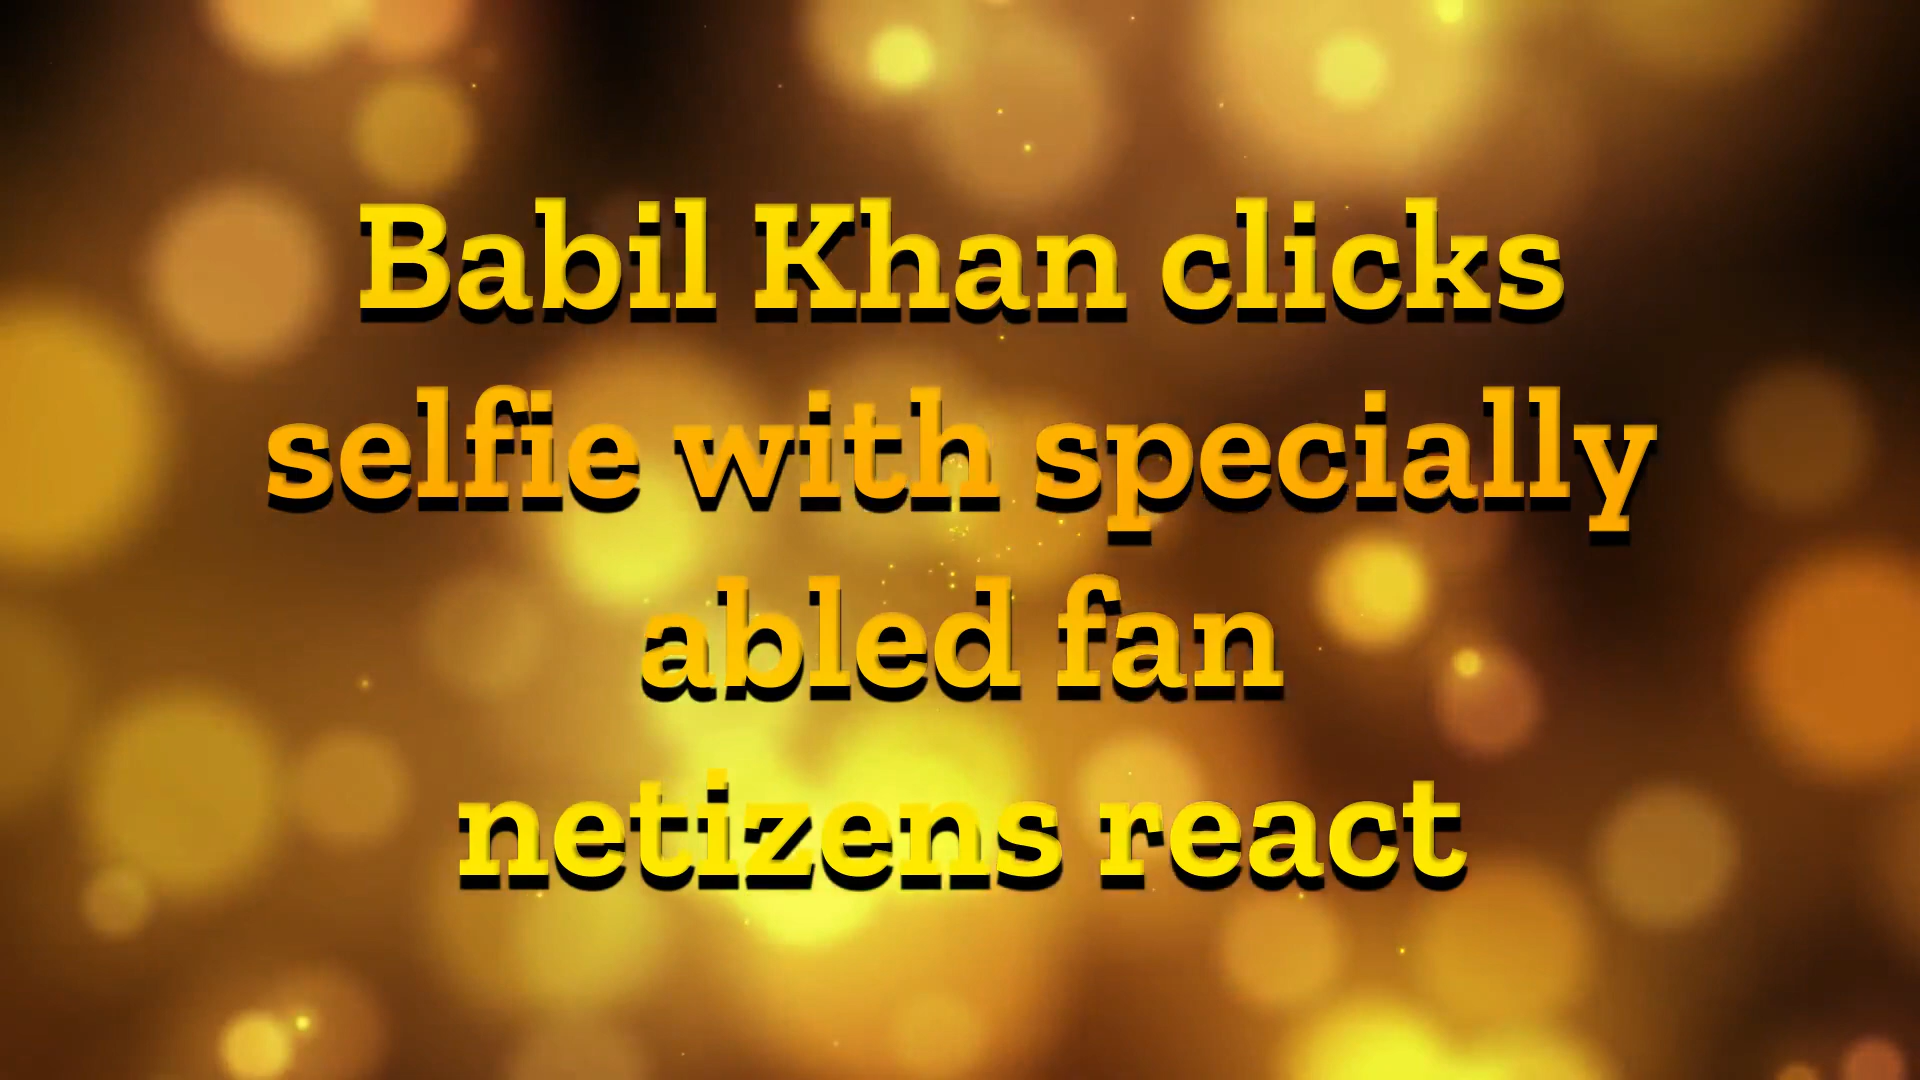 Babil Khan clicks
selfie with specially
abled fan
netizens react